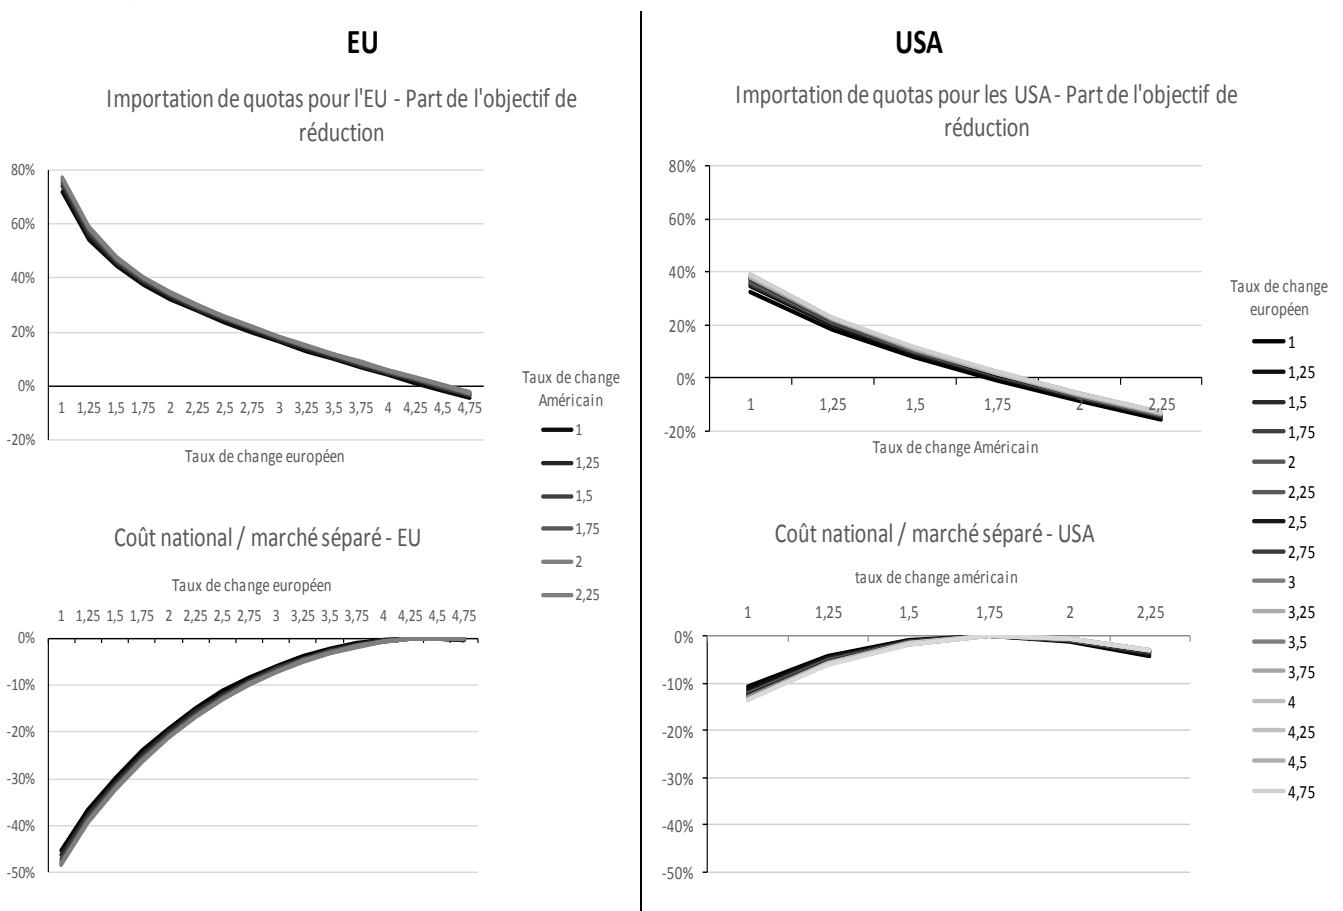 EU
Importation de quotas pour l'EU - Part de l'objectif de
réduction
80%
60%
40%
20%
0%
-20%
1 1,25 1,5 1,75 2 2,25 2,5 2,75 3 3,25 3,5 3,75 4 4,25 4,5 4,75
Taux de change européen
Taux de change
Américain
1
1,25
1,5
1,75
2
2,25
Coût national / marché séparé - EU
Taux de change européen
1 1,25 1,5 1,75 2 2,25 2,5 2,75 3 3,25 3,5 3,75 4 4,25 4,5 4,75
0%
-10%
-20%
-30%
-40%
-50%
USA
Importation de quotas pour les USA - Part de l'objectif de
réduction
80%
60%
40%
20%
0%
-20%
1 1,25 1,5 1,75 2 2,25
Taux de change Américain
Taux de change
européen
1
1,25
1,5
1,75
2
2,25
2,5
2,75
3
3,25
3,5
3,75
4
4,25
4,5
4,75
Coût national / marché séparé - USA
taux de change américain
1 1,25 1,5 1,75 2 2,25
0%
-10%
-20%
-30%
-40%
-50%